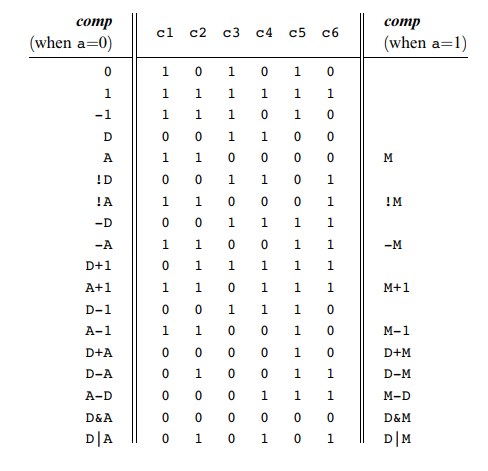 comp c1 c2 c3 c4 c5 c6 comp
(when a=0) (when a=1)
0 1 0 1 0 1 0
1 1 1 1 1 1 1
-1 1 1 1 0 1 0
D 0 0 1 1 0 0
A 1 1 0 0 0 0 M
!D 0 0 1 1 0 1
!A 1 1 0 0 0 1 !M
-D 0 0 1 1 1 1
-A 1 1 0 0 1 1 -M
D+1 0 1 1 1 1 1
A+1 1 1 0 1 1 1 M+1
D-1 0 0 1 1 1 0
A-1 1 1 0 0 1 0 M-1
D+A 0 0 0 0 1 0 D+M
D-A 0 1 0 0 1 1 D-M
A-D 0 0 0 1 1 1 M-D
D&A 0 0 0 0 0 0 D&M
D|A 0 1 0 1 0 1 D|M